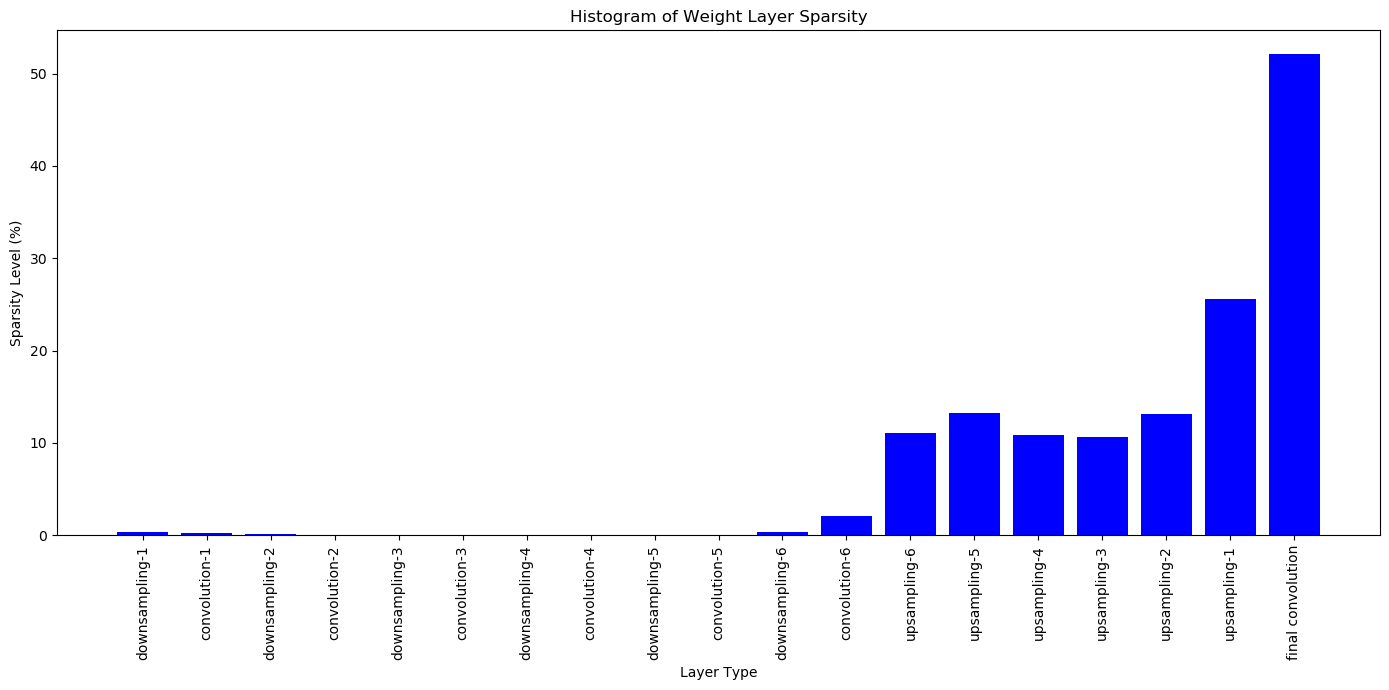 Histogram of Weight Layer Sparsity
Sparsity Level (%)
50
40
30
20
10
0
downsampling-1
convolution-1
downsampling-2
convolution-2
downsampling-3
convolution-3
downsampling-4
convolution-4
downsampling-5
convolution-5
downsampling-6
convolution-6
upsampling-6
upsampling-5
upsampling-4
upsampling-3
upsampling-2
upsampling-1
final convolution
Layer Type